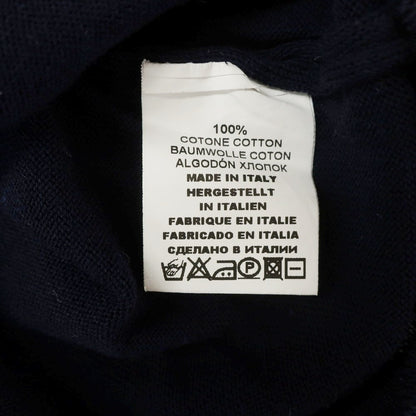 100%
COTONE COTTON
BAUMWOLLE COTON
ALGODÓN ХЛОПОК
MADE IN ITALY
HERGESTELLT
IN ITALIEN
FABRIQUE EN ITALIE
FABRICADO EN ITALIA
СДЕЛАНО В ИТАЛИИ